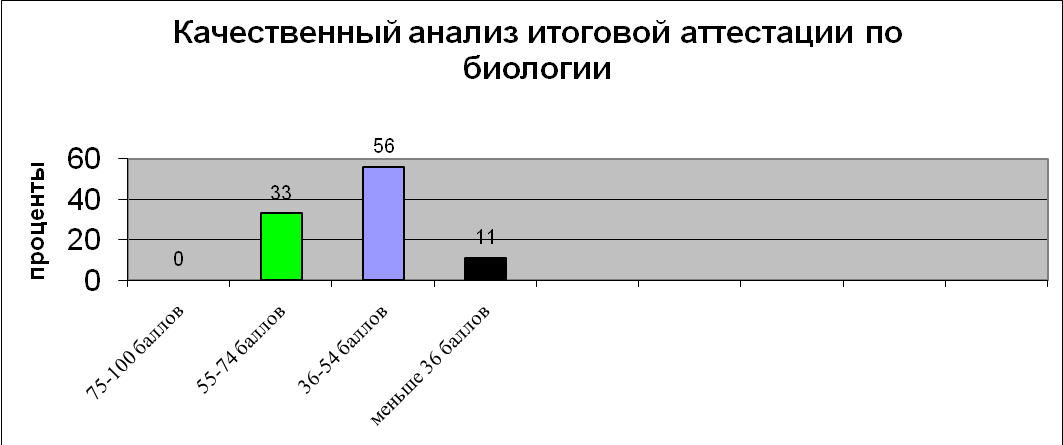 Качественный анализ итоговой аттестации по
биологии
проценты
60
40
20
0
0
33
56
11
75-100 баллов
55-74 баллов
36-54 баллов
меньше 36 баллов